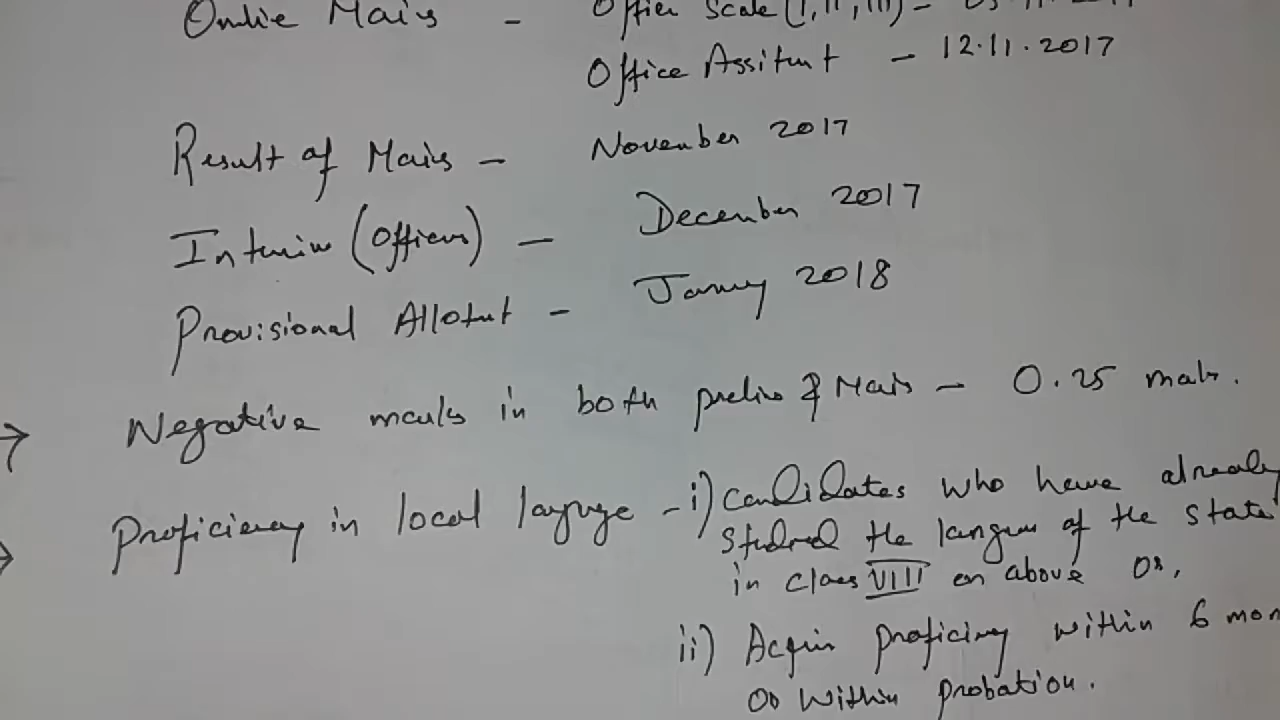 Online Mains - Officer Scale (I, II, III) -
Office Assitant - 12.11.2017
Result of Mains - November 2017
Interview (Officers) - December 2017
Provisional Allotment - January 2018
→ Negative marks in both prelims & Mains - 0.25 marks.
→ Proficiency in local language - i) Candidates who have already
studied the language of the state
in class VIII or above or,
ii) Acquire proficiency within 6 mon
or within probation.